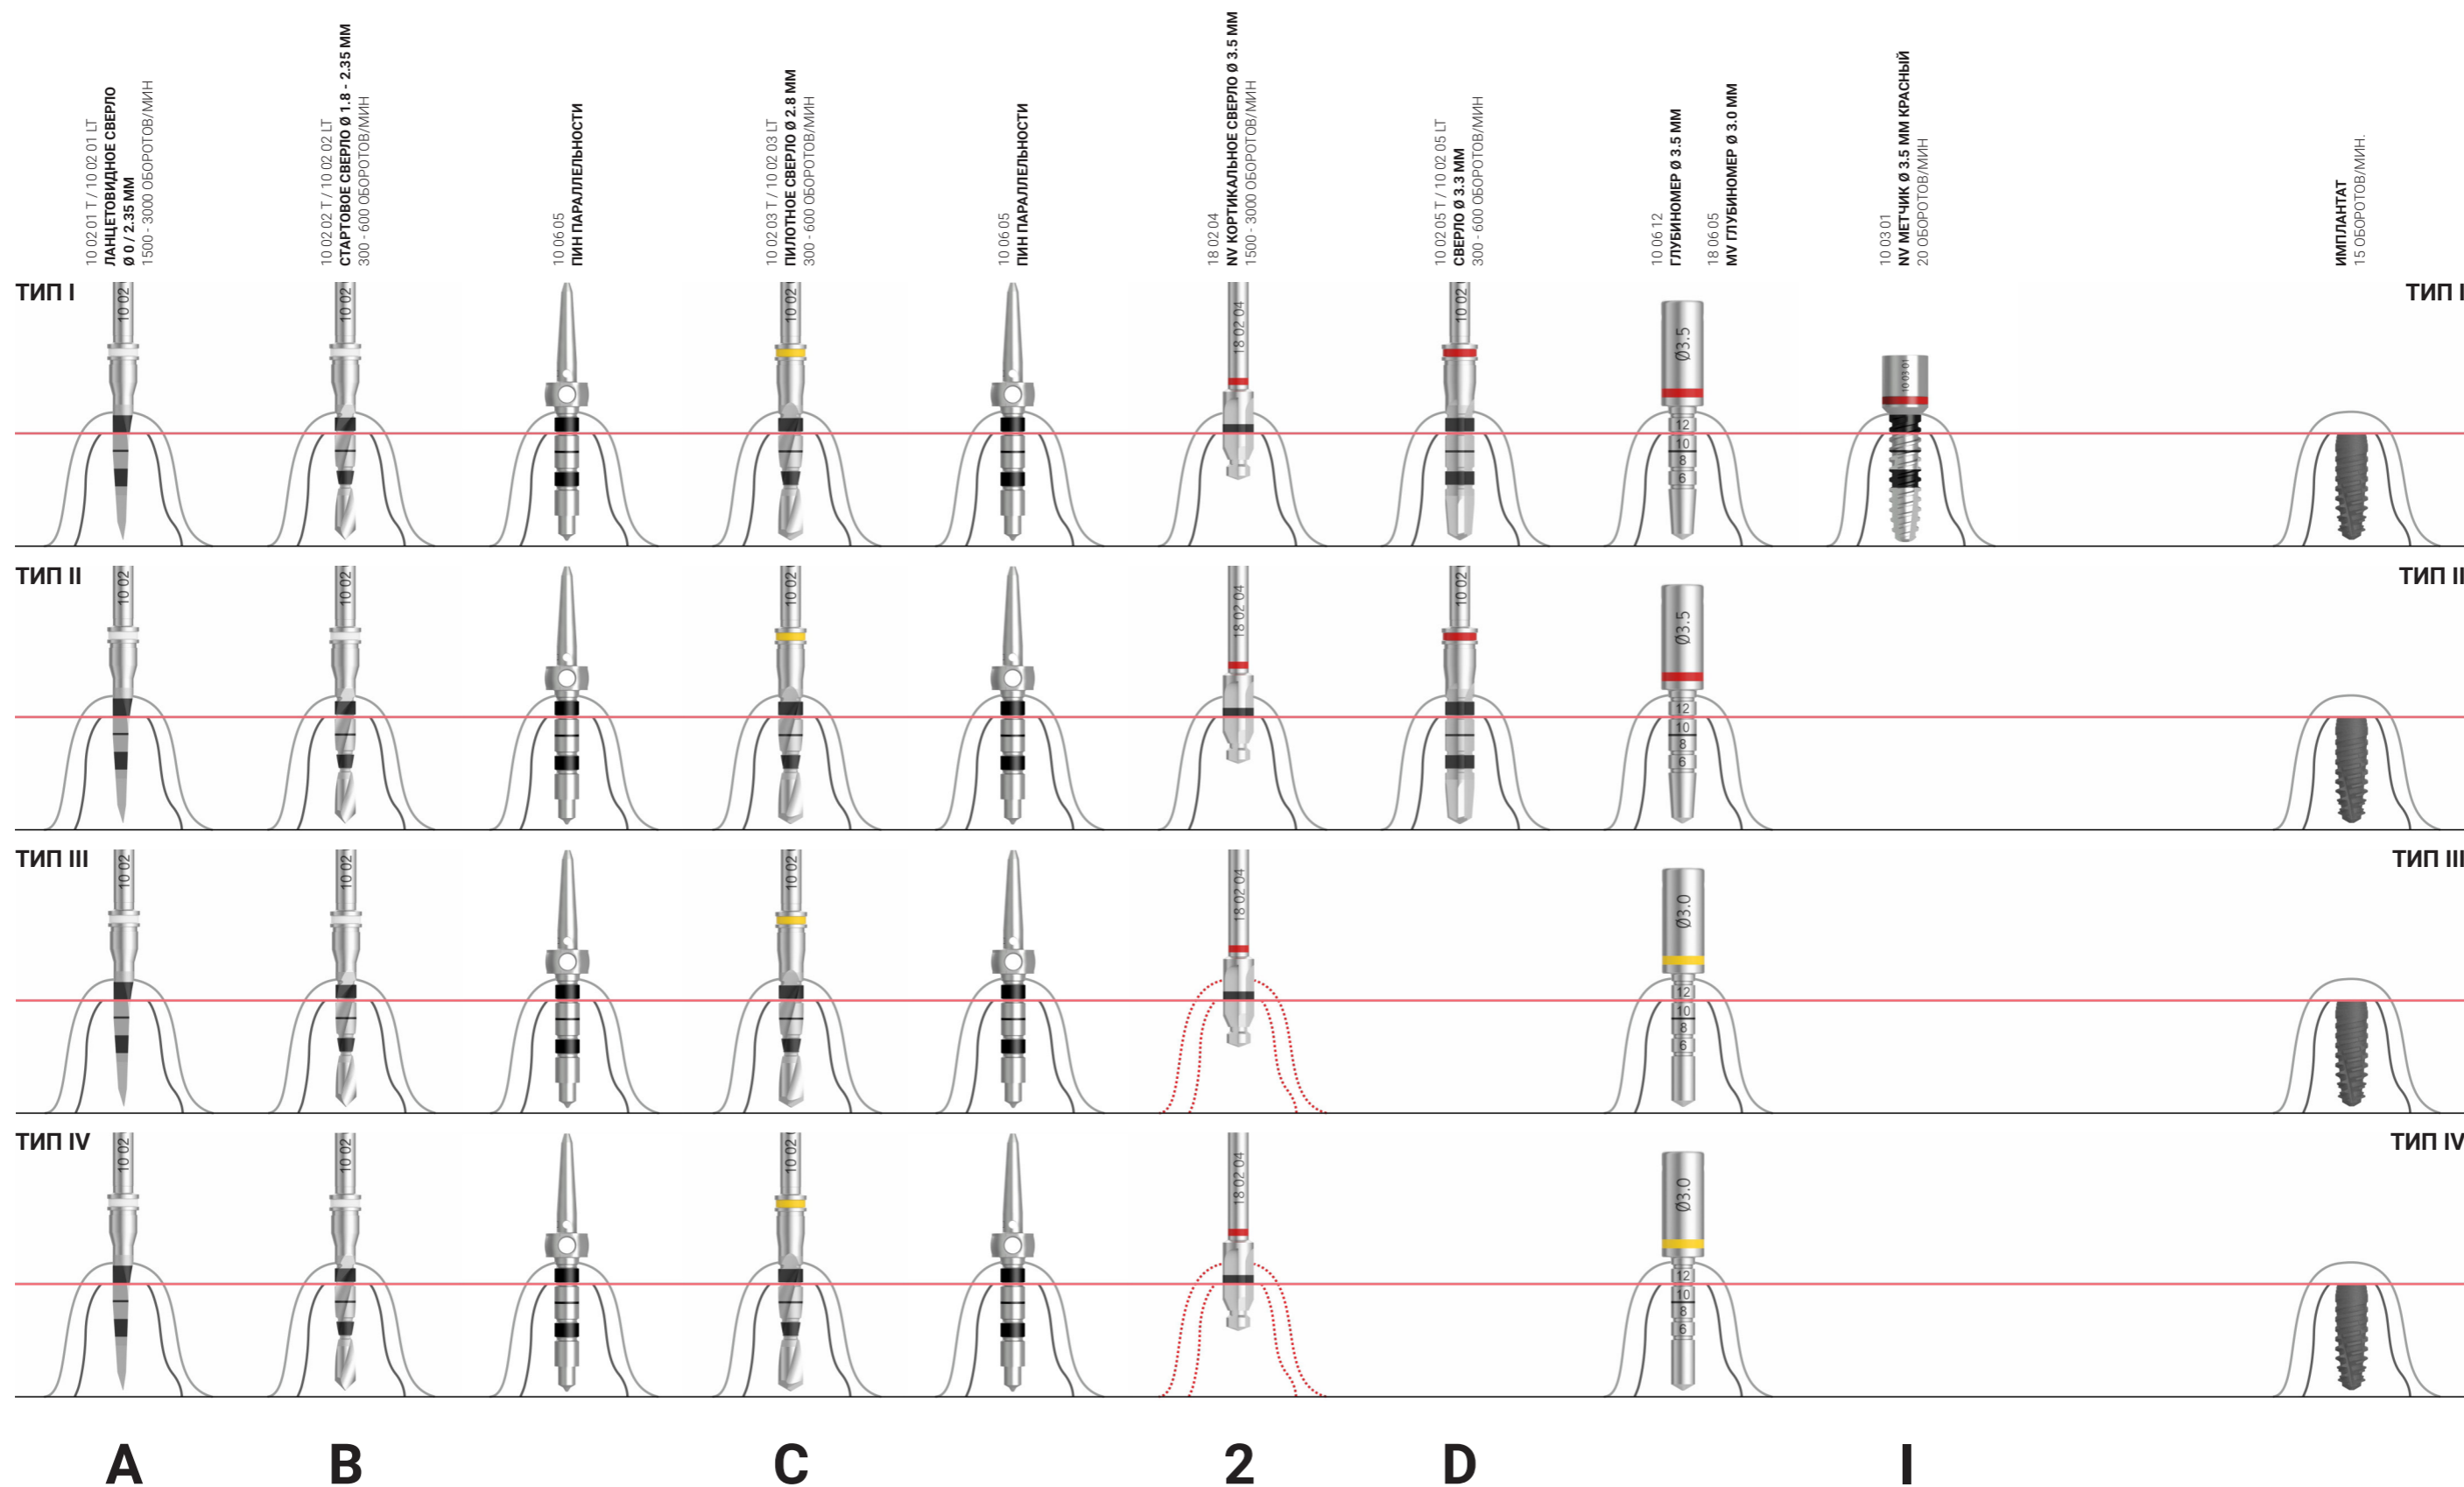 10 02 01 T / 10 02 01 LT
ЛАНЦЕТОВИДНОЕ СВЕРЛО
Ø 0 / 2.35 ММ
1500 - 3000 ОБОРОТОВ/МИН
10 02 02 T / 10 02 02 LT
СТАРТОВОЕ СВЕРЛО Ø 1.8 - 2.35 ММ
300 - 600 ОБОРОТОВ/МИН
10 06 05
ПИН ПАРАЛЛЕЛЬНОСТИ
10 02 03 T / 10 02 03 LT
ПИЛОТНОЕ СВЕРЛО Ø 2.8 ММ
300 - 600 ОБОРОТОВ/МИН
10 06 05
ПИН ПАРАЛЛЕЛЬНОСТИ
18 02 04
NV КОРТИКАЛЬНОЕ СВЕРЛО Ø 3.5 ММ
1500 - 3000 ОБОРОТОВ/МИН
10 02 05 T / 10 02 05 LT
СВЕРЛО Ø 3.3 ММ
300 - 600 ОБОРОТОВ/МИН
10 06 12
ГЛУБИНОМЕР Ø 3.5 ММ
18 06 05
MV ГЛУБИНОМЕР Ø 3.0 ММ
10 03 01
NV МЕТЧИК Ø 3.5 ММ КРАСНЫЙ
20 ОБОРОТОВ/МИН
ИМПЛАНТАТ
15 ОБОРОТОВ/МИН.
ТИП I
10 02
10 02
10 02
18 02 04
10 02
Ø3.5
12
10
8
6
10 03 01
ТИП I
ТИП II
10 02
10 02
10 02
18 02 04
10 02
Ø3.5
12
10
8
6
ТИП II
ТИП III
10 02
10 02
10 02
18 02 04
Ø3.0
12
10
8
6
ТИП III
ТИП IV
10 02
10 02
10 02
18 02 04
Ø3.0
12
10
8
6
ТИП IV
A B C 2 D I